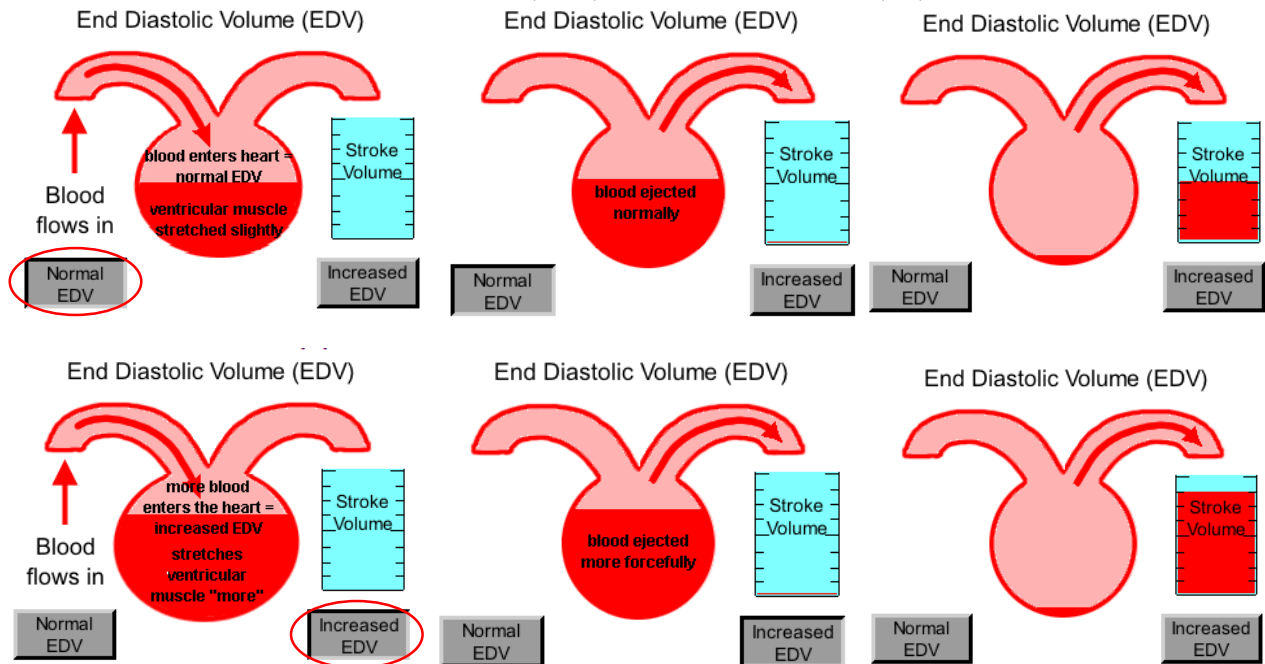 End Diastolic Volume (EDV)
blood enters heart =
normal EDV
ventricular muscle
stretched slightly
Stroke
Volume
Blood
flows in
Normal
EDV
Increased
EDV
End Diastolic Volume (EDV)
blood ejected
normally
Stroke
Volume
Normal
EDV
Increased
EDV
End Diastolic Volume (EDV)
Stroke
Volume
Normal
EDV
Increased
EDV
End Diastolic Volume (EDV)
more blood
enters the heart =
increased EDV
stretches
ventricular
muscle "more"
Stroke
Volume
Blood
flows in
Normal
EDV
Increased
EDV
End Diastolic Volume (EDV)
blood ejected
more forcefully
Stroke
Volume
Normal
EDV
Increased
EDV
End Diastolic Volume (EDV)
Stroke
Volume
Normal
EDV
Increased
EDV